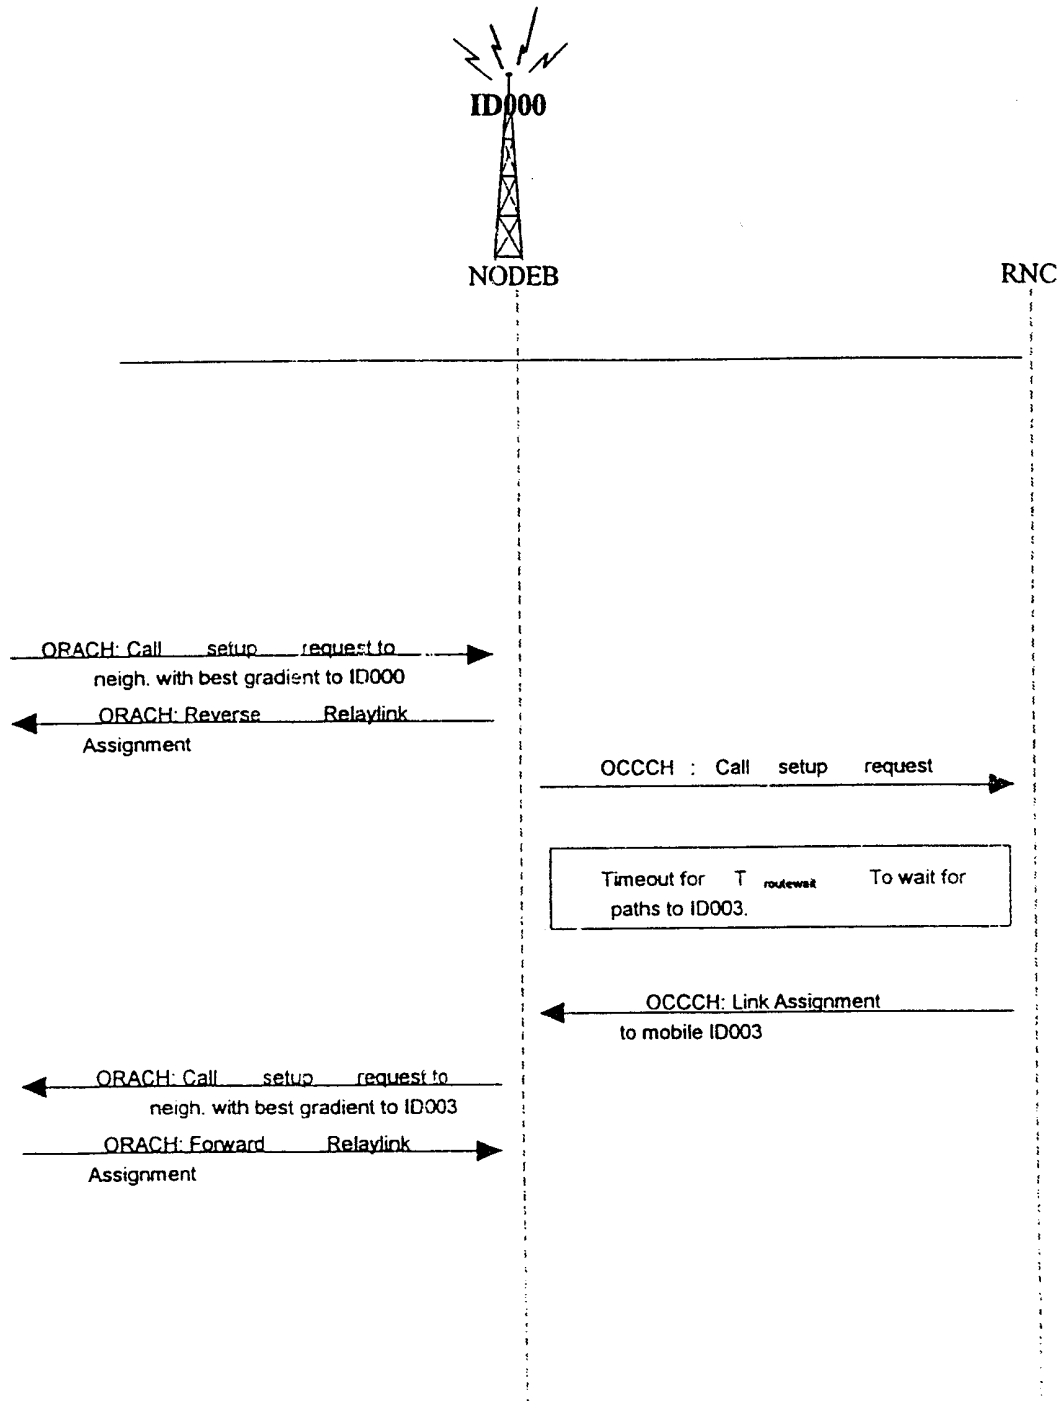 ID000
NODEB
RNC
ORACH: Call setup request to
neigh. with best gradient to ID000
ORACH: Reverse Relaylink
Assignment
OCCCH : Call setup request
Timeout for T routewait To wait for
paths to ID003.
OCCCH: Link Assignment
to mobile ID003
ORACH: Call setup request to
neigh. with best gradient to ID003
ORACH: Forward Relaylink
Assignment